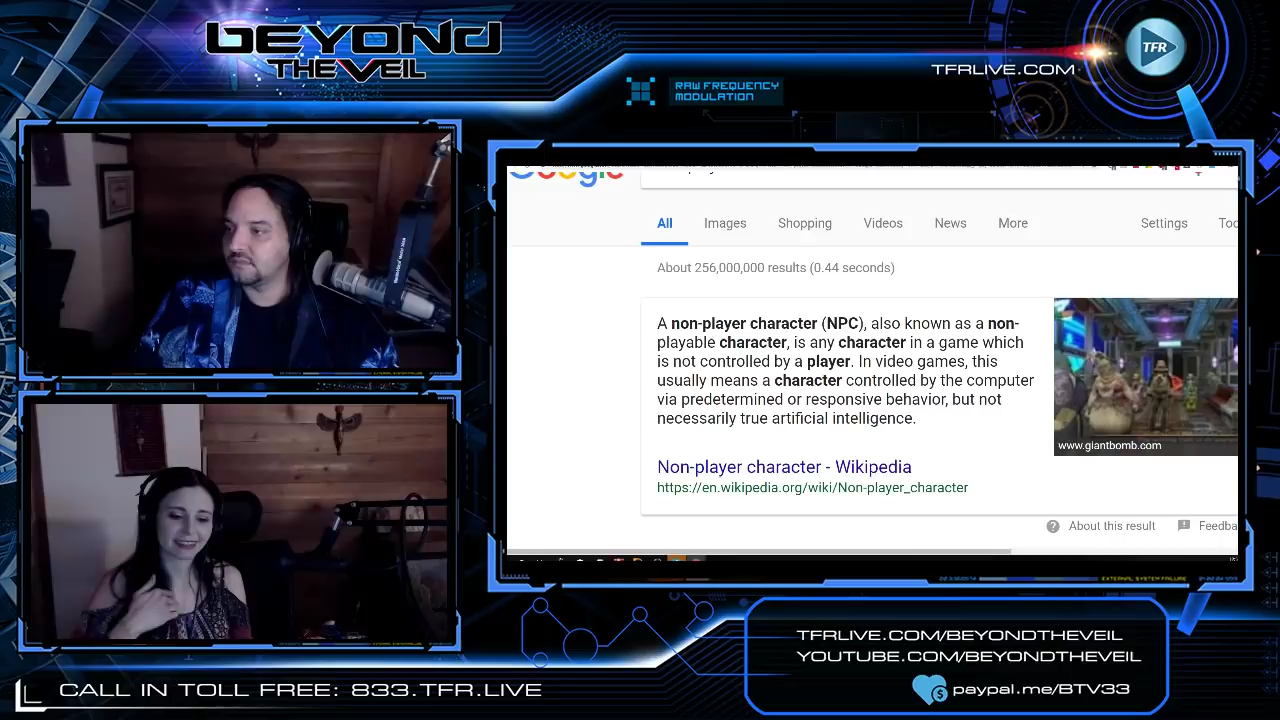 BEYOND
THE VEIL
TFR
TFRLIVE.COM
RAW FREQUENCY
MODULATION
Google
All Images Shopping Videos News More Settings
About 256,000,000 results (0.44 seconds)
A non-player character (NPC), also known as a non-
playable character, is any character in a game which
is not controlled by a player. In video games, this
usually means a character controlled by the computer
via predetermined or responsive behavior, but not
necessarily true artificial intelligence.
www.giantbomb.com
Non-player character - Wikipedia
https://en.wikipedia.org/wiki/Non-player_character
About this result
EXTERNAL SYSTEM FAILURE
TFRLIVE.COM/BEYONDTHEVEIL
YOUTUBE.COM/BEYONDTHEVEIL
paypal.me/BTV33
CALL IN TOLL FREE: 833.TFR.LIVE